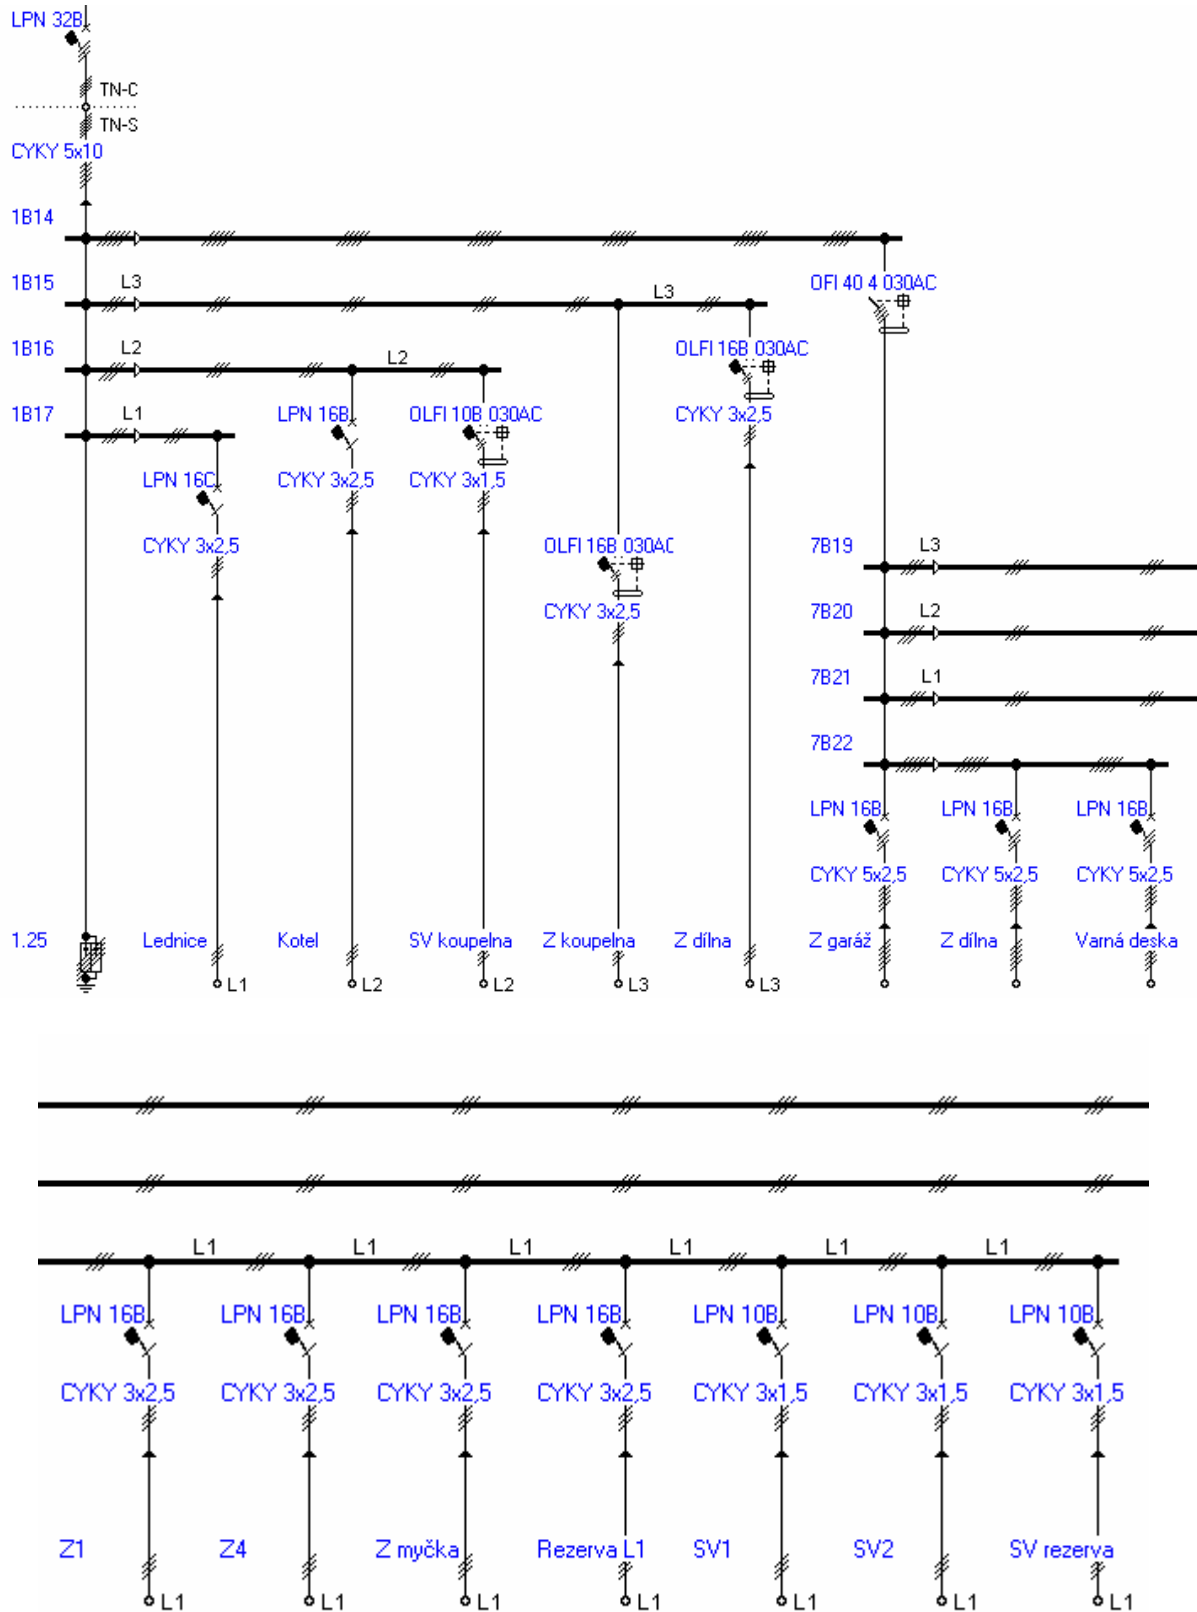 LPN 32B
TN-C
TN-S
CYKY 5x10
1B14
1B15 L3 L3 OFI 40 4 030AC
1B16 L2 L2 OLFI 16B 030AC
1B17 L1 LPN 16B OLFI 10B 030AC CYKY 3x2,5
LPN 16C CYKY 3x2,5 CYKY 3x1,5
CYKY 3x2,5 OLFI 16B 030AC 7B19 L3
CYKY 3x2,5 7B20 L2
7B21 L1
7B22
LPN 16B LPN 16B LPN 16B
CYKY 5x2,5 CYKY 5x2,5 CYKY 5x2,5
1.25 Lednice Kotel SV koupelna Z koupelna Z dílna Z garáž Z dílna Varná deska
L1 L2 L2 L3 L3
L1 L1 L1 L1 L1 L1
LPN 16B LPN 16B LPN 16B LPN 16B LPN 10B LPN 10B LPN 10B
CYKY 3x2,5 CYKY 3x2,5 CYKY 3x2,5 CYKY 3x2,5 CYKY 3x1,5 CYKY 3x1,5 CYKY 3x1,5
Z1 Z4 Z myčka Rezerva L1 SV1 SV2 SV rezerva
L1 L1 L1 L1 L1 L1 L1